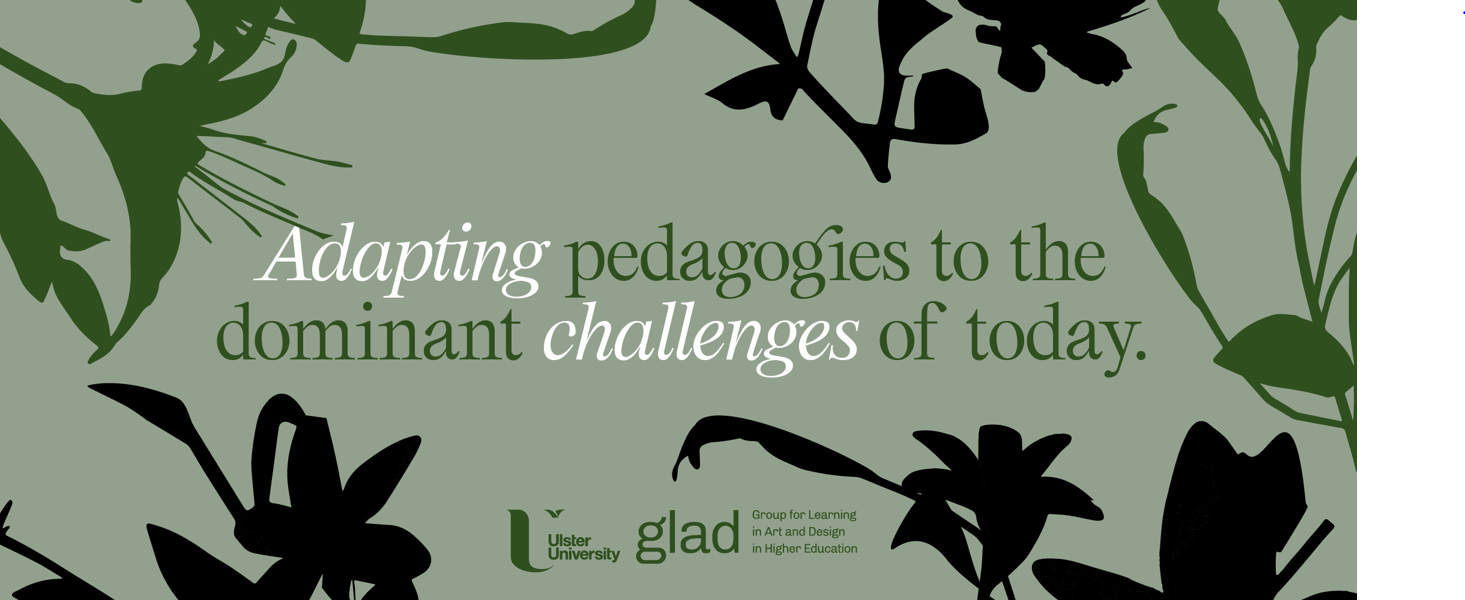 Adapting pedagogies to the
dominant challenges of today.
Ulster
University
glad
Group for Learning
in Art and Design
in Higher Education